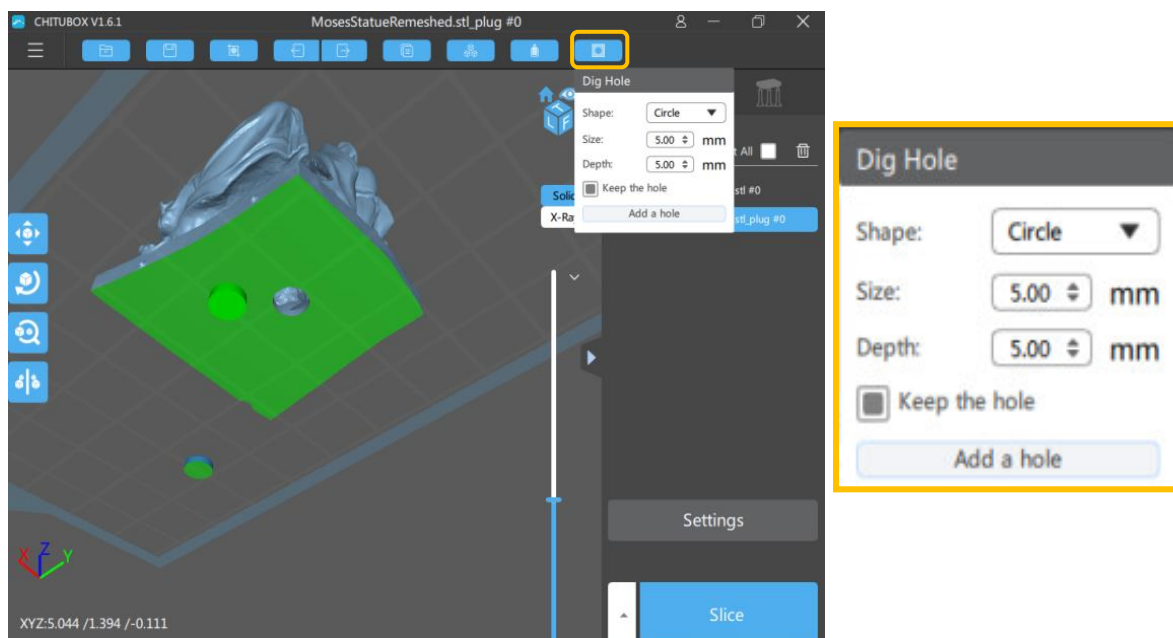 CHITUBOX V1.6.1
MosesStatueRemeshed.stl_plug #0
Dig Hole
Shape:
Circle
Size:
5.00
mm
Depth:
5.00
mm
Keep the hole
Add a hole
T
L
F
t All
stl #0
stl_plug #0
Solid
X-Ra
Settings
Slice
X
Z
Y
XYZ:5.044 /1.394 /-0.111
Dig Hole
Shape:
Circle
Size:
5.00
mm
Depth:
5.00
mm
Keep the hole
Add a hole